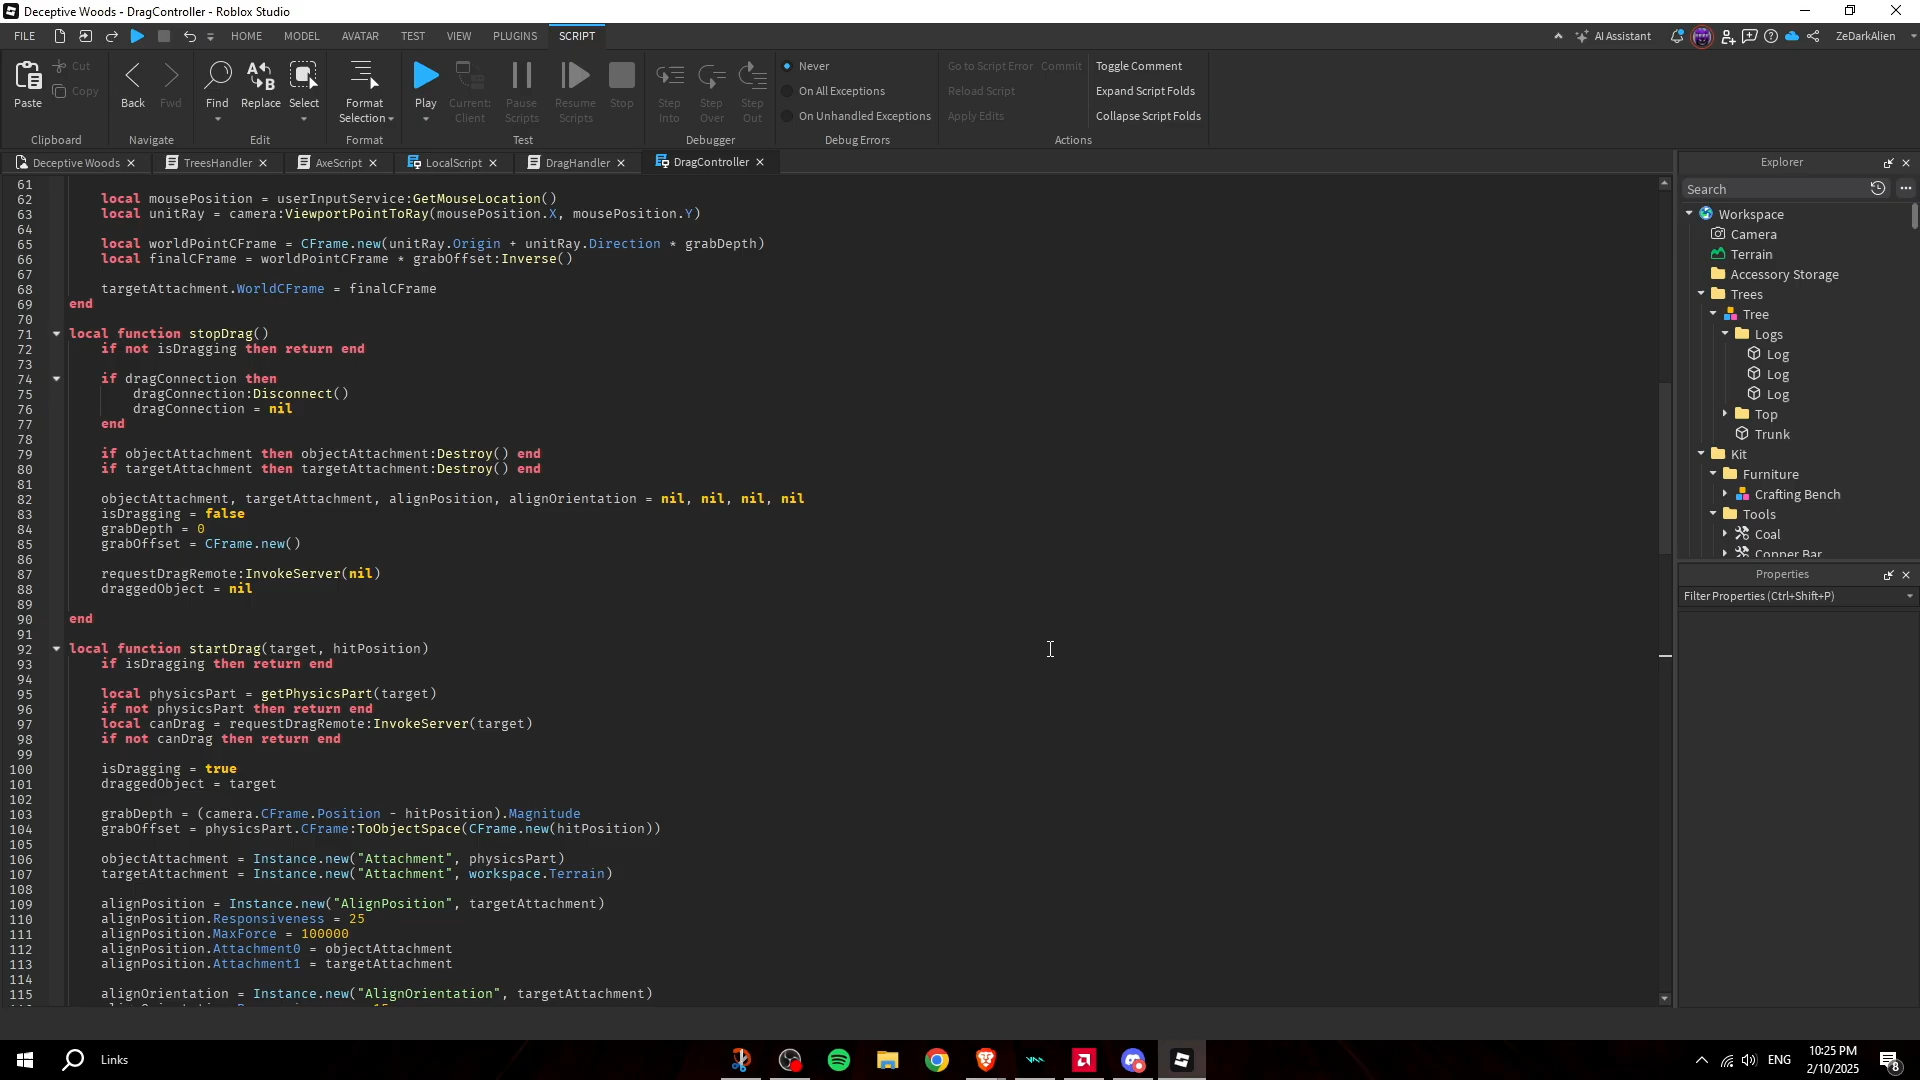 Deceptive Woods - DragController - Roblox Studio
FILE HOME MODEL AVATAR TEST VIEW PLUGINS SCRIPT AI Assistant ZeDarkAlien
Paste Cut Copy Clipboard
Back Fwd Navigate
Find Replace Select Edit
Format Selection Format
Play Current: Client Pause Scripts Resume Scripts Stop Test
Step Into Step Over Step Out Debugger
Never
On All Exceptions
On Unhandled Exceptions
Debug Errors
Go to Script Error Commit Toggle Comment
Reload Script Expand Script Folds
Apply Edits Collapse Script Folds
Actions
Deceptive Woods TreesHandler AxeScript LocalScript DragHandler DragController
61
62 local mousePosition = userInputService:GetMouseLocation()
63 local unitRay = camera:ViewportPointToRay(mousePosition.X, mousePosition.Y)
64
65 local worldPointCFrame = CFrame.new(unitRay.Origin + unitRay.Direction * grabDepth)
66 local finalCFrame = worldPointCFrame * grabOffset:Inverse()
67
68 targetAttachment.WorldCFrame = finalCFrame
69 end
70
71 local function stopDrag()
72 if not isDragging then return end
73
74 if dragConnection then
75 dragConnection:Disconnect()
76 dragConnection = nil
77 end
78
79 if objectAttachment then objectAttachment:Destroy() end
80 if targetAttachment then targetAttachment:Destroy() end
81
82 objectAttachment, targetAttachment, alignPosition, alignOrientation = nil, nil, nil, nil
83 isDragging = false
84 grabDepth = 0
85 grabOffset = CFrame.new()
86
87 requestDragRemote:InvokeServer(nil)
88 draggedObject = nil
89
90 end
91
92 local function startDrag(target, hitPosition)
93 if isDragging then return end
94
95 local physicsPart = getPhysicsPart(target)
96 if not physicsPart then return end
97 local canDrag = requestDragRemote:InvokeServer(target)
98 if not canDrag then return end
99
100 isDragging = true
101 draggedObject = target
102
103 grabDepth = (camera.CFrame.Position - hitPosition).Magnitude
104 grabOffset = physicsPart.CFrame:ToObjectSpace(CFrame.new(hitPosition))
105
106 objectAttachment = Instance.new("Attachment", physicsPart)
107 targetAttachment = Instance.new("Attachment", workspace.Terrain)
108
109 alignPosition = Instance.new("AlignPosition", targetAttachment)
110 alignPosition.Responsiveness = 25
111 alignPosition.MaxForce = 100000
112 alignPosition.Attachment0 = objectAttachment
113 alignPosition.Attachment1 = targetAttachment
114
115 alignOrientation = Instance.new("AlignOrientation", targetAttachment)
Explorer
Search
Workspace
Camera
Terrain
Accessory Storage
Trees
Tree
Logs
Log
Log
Log
Top
Trunk
Kit
Furniture
Crafting Bench
Tools
Coal
Copper Bar
Properties
Filter Properties (Ctrl+Shift+P)
Links
ENG
10:25 PM
2/10/2025
8